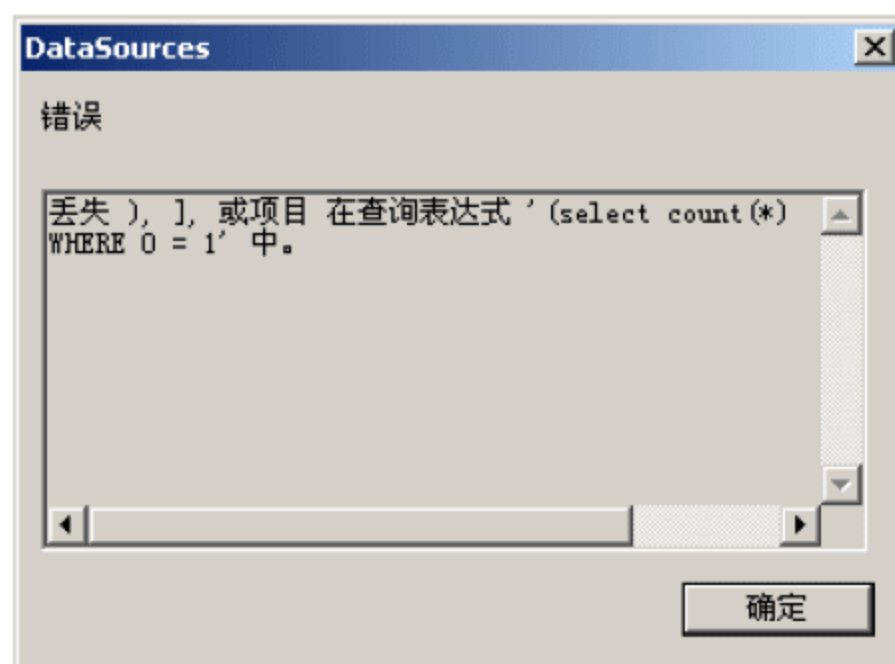 DataSources
错误
丢失 ), ], 或项目 在查询表达式 '(select count(*)
WHERE 0 = 1' 中。
确定